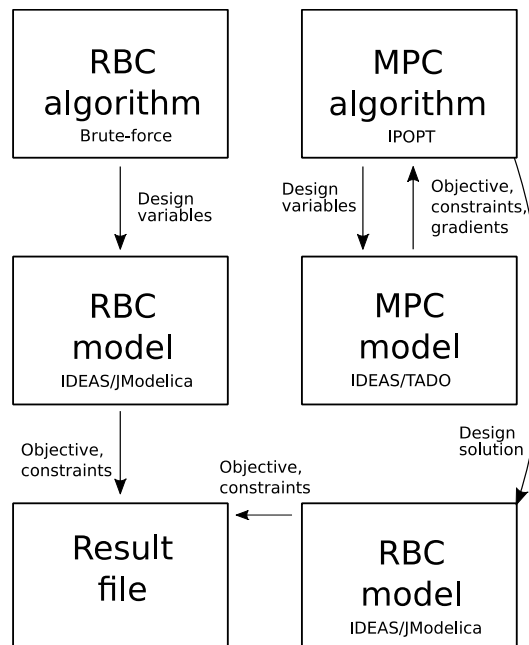 RBC
algorithm
Brute-force
MPC
algorithm
IPOPT
Design
variables
Design
variables
Objective,
constraints,
gradients
RBC
model
IDEAS/JModelica
MPC
model
IDEAS/TADO
Objective,
constraints
Design
solution
Objective,
constraints
Result
file
RBC
model
IDEAS/JModelica